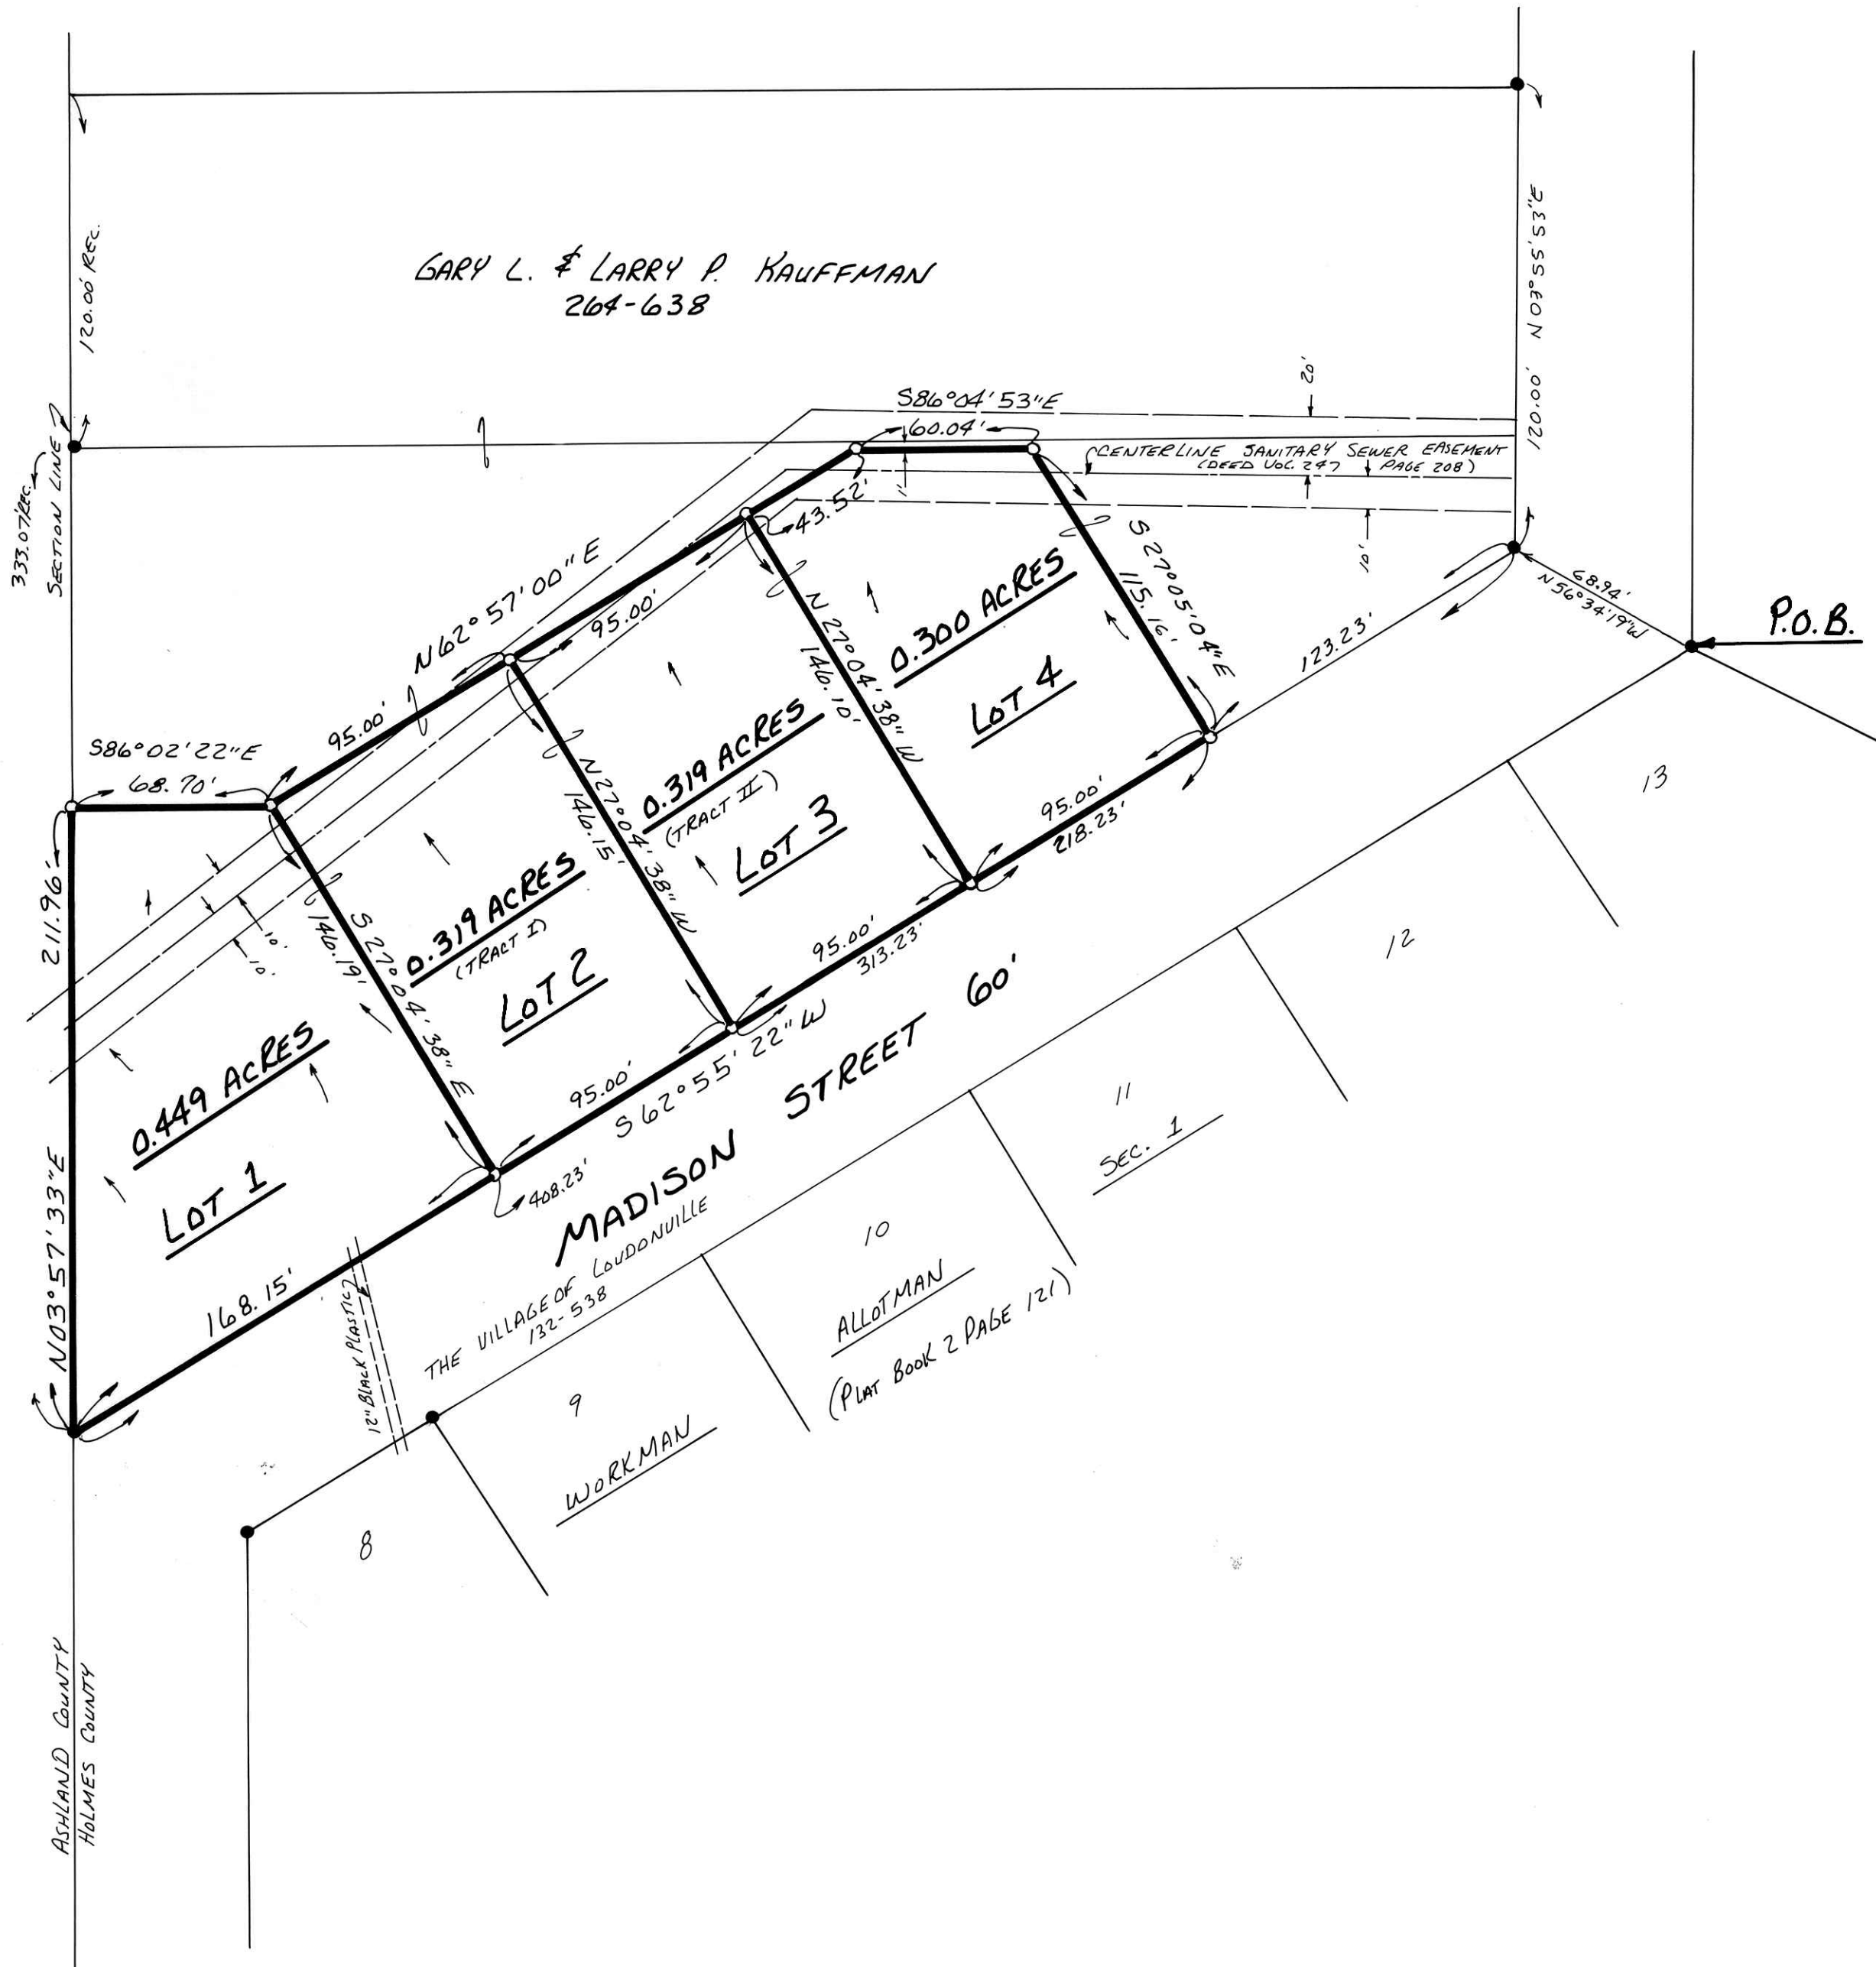 120.00' REC.
GARY L. & LARRY P. KAUFFMAN
264-638
120.00' N03°55'53"E
SECTION LINE
333.07' REC.
20'
S86°04'53"E
60.04'
1'
CENTERLINE SANITARY SEWER EASEMENT
(DEED VOL. 247 PAGE 208)
10'
43.52'
68.94'
N56°34'19"W
P.O.B.
N62°57'00"E
95.00'
95.00'
S86°02'22"E
68.70'
S27°05'04"E
115.16'
123.23'
0.300 ACRES
LOT 4
N27°04'38"W
146.10'
0.319 ACRES
(TRACT II)
LOT 3
N27°04'38"W
146.15'
0.319 ACRES
(TRACT I)
LOT 2
S27°04'38"E
146.19'
10'
10'
211.96'
N03°57'33"E
0.449 ACRES
LOT 1
95.00'
218.23'
95.00'
313.23'
95.00'
S62°55'22"W
408.23'
168.15'
MADISON STREET 60'
THE VILLAGE OF LOUDONVILLE
132-538
12" BLACK PLASTIC
13
12
11
SEC. 1
10
ALLOTMAN
(PLAT BOOK 2 PAGE 121)
9
WORKMAN
8
ASHLAND COUNTY
HOLMES COUNTY